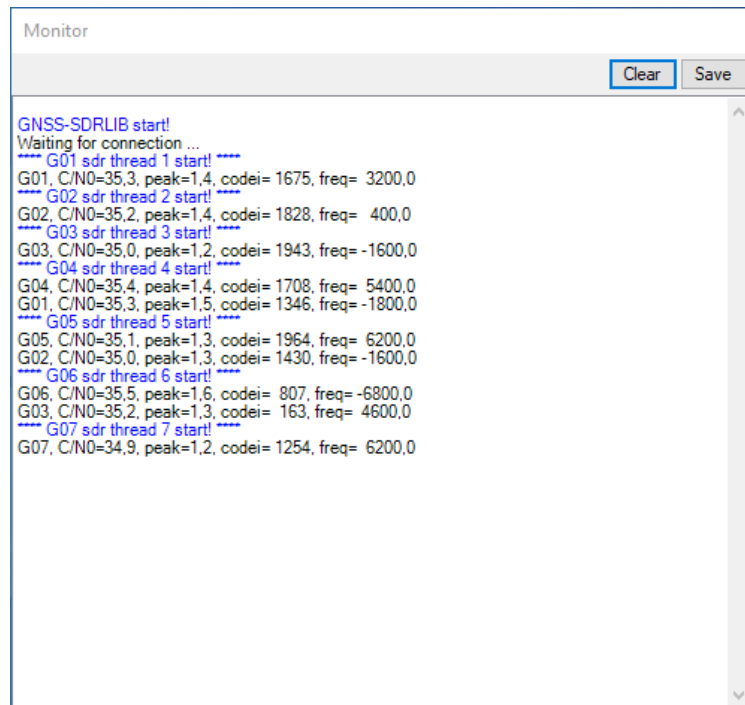 Monitor
Clear Save
GNSS-SDRLIB start!
Waiting for connection ...
**** G01 sdr thread 1 start! ****
G01, C/N0=35,3, peak=1,4, codei= 1675, freq=  3200,0
**** G02 sdr thread 2 start! ****
G02, C/N0=35,2, peak=1,4, codei= 1828, freq=   400,0
**** G03 sdr thread 3 start! ****
G03, C/N0=35,0, peak=1,2, codei= 1943, freq= -1600,0
**** G04 sdr thread 4 start! ****
G04, C/N0=35,4, peak=1,4, codei= 1708, freq=  5400,0
G01, C/N0=35,3, peak=1,5, codei= 1346, freq= -1800,0
**** G05 sdr thread 5 start! ****
G05, C/N0=35,1, peak=1,3, codei= 1964, freq=  6200,0
G02, C/N0=35,0, peak=1,3, codei= 1430, freq= -1600,0
**** G06 sdr thread 6 start! ****
G06, C/N0=35,5, peak=1,6, codei=  807, freq= -6800,0
G03, C/N0=35,2, peak=1,3, codei=  163, freq=  4600,0
**** G07 sdr thread 7 start! ****
G07, C/N0=34,9, peak=1,2, codei= 1254, freq=  6200,0